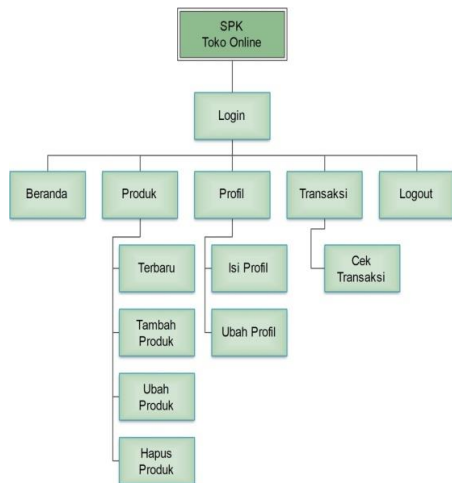 SPK
Toko Online
Login
Beranda
Produk
Profil
Transaksi
Logout
Terbaru
Isi Profil
Cek
Transaksi
Tambah
Produk
Ubah Profil
Ubah
Produk
Hapus
Produk